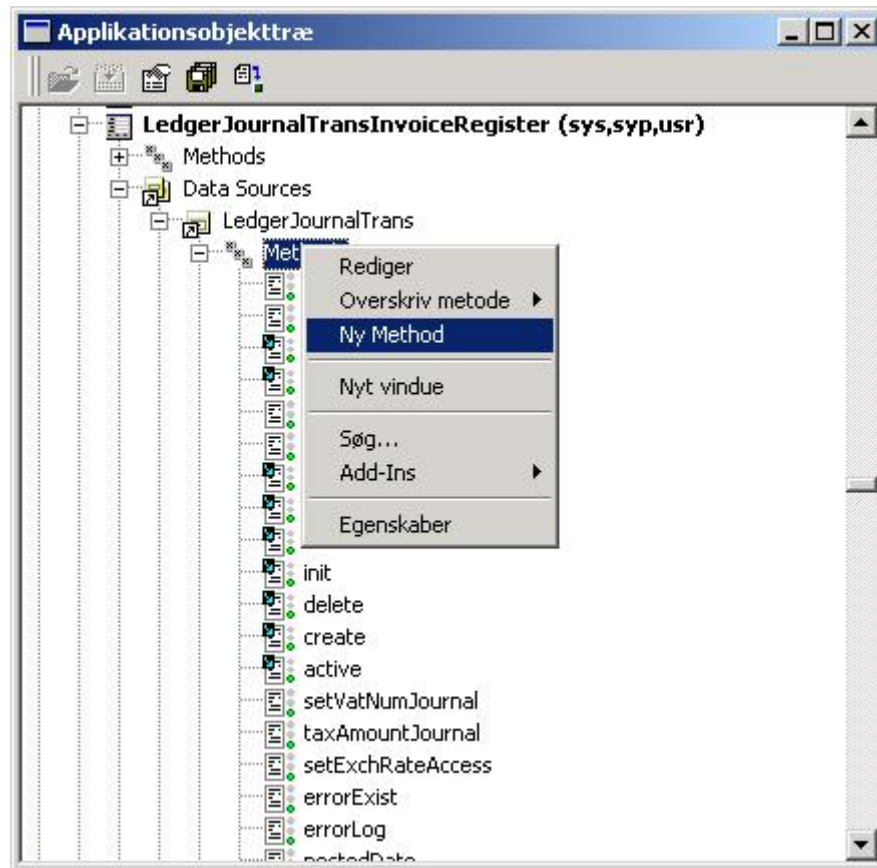 Applikationsobjekttræ
LedgerJournalTransInvoiceRegister (sys,syp,usr)
Methods
Data Sources
LedgerJournalTrans
Rediger
Overskriv metode
Ny Method
Nyt vindue
Søg...
Add-Ins
Egenskaber
init
delete
create
active
setVatNumJournal
taxAmountJournal
setExchRateAccess
errorExist
errorLog
postedDate